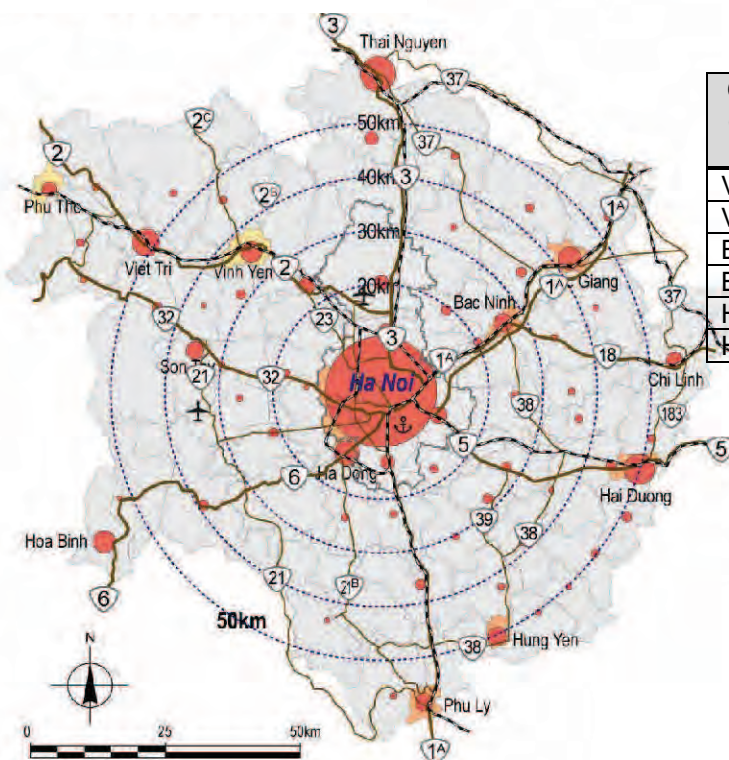 3
Thai Nguyen
37
2C
50km
37
2
40km
3
2B
1A
Phu Tho
30km
Viet Tri
Vinh Yen
2
20km
Giang
1A
Bac Ninh
37
32
23
3
1A
18
Son
21
32
Ha Noi
Chi Linh
38
183
5
5
6
Ha Dong
Hai Duong
39
Hoa Binh
38
21
21B
6
50km
38
Hung Yen
N
Phu Ly
0
25
50km
1A
V
V
B
E
H
H